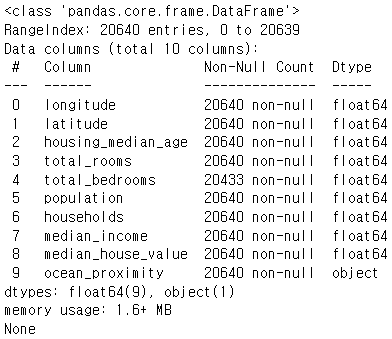 <class 'pandas.core.frame.DataFrame'>
RangeIndex: 20640 entries, 0 to 20639
Data columns (total 10 columns):
 #   Column              Non-Null Count  Dtype
---  ------              --------------  -----
 0   longitude           20640 non-null  float64
 1   latitude            20640 non-null  float64
 2   housing_median_age  20640 non-null  float64
 3   total_rooms         20640 non-null  float64
 4   total_bedrooms      20433 non-null  float64
 5   population          20640 non-null  float64
 6   households          20640 non-null  float64
 7   median_income       20640 non-null  float64
 8   median_house_value  20640 non-null  float64
 9   ocean_proximity     20640 non-null  object
dtypes: float64(9), object(1)
memory usage: 1.6+ MB
None